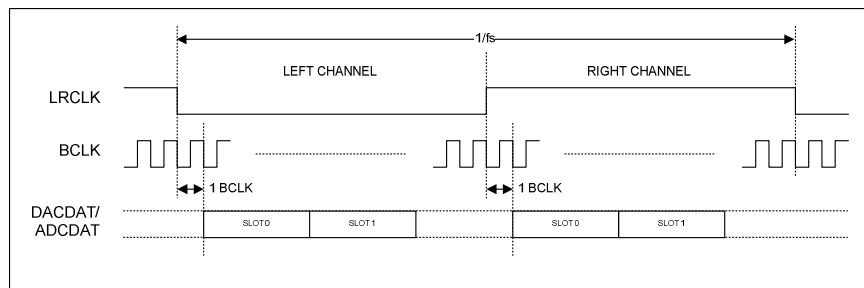 1/fs
LEFT CHANNEL
RIGHT CHANNEL
LRCLK
BCLK
1 BCLK
1 BCLK
DACDAT/
ADCDAT
SLOT0
SLOT1
SLOT0
SLOT1